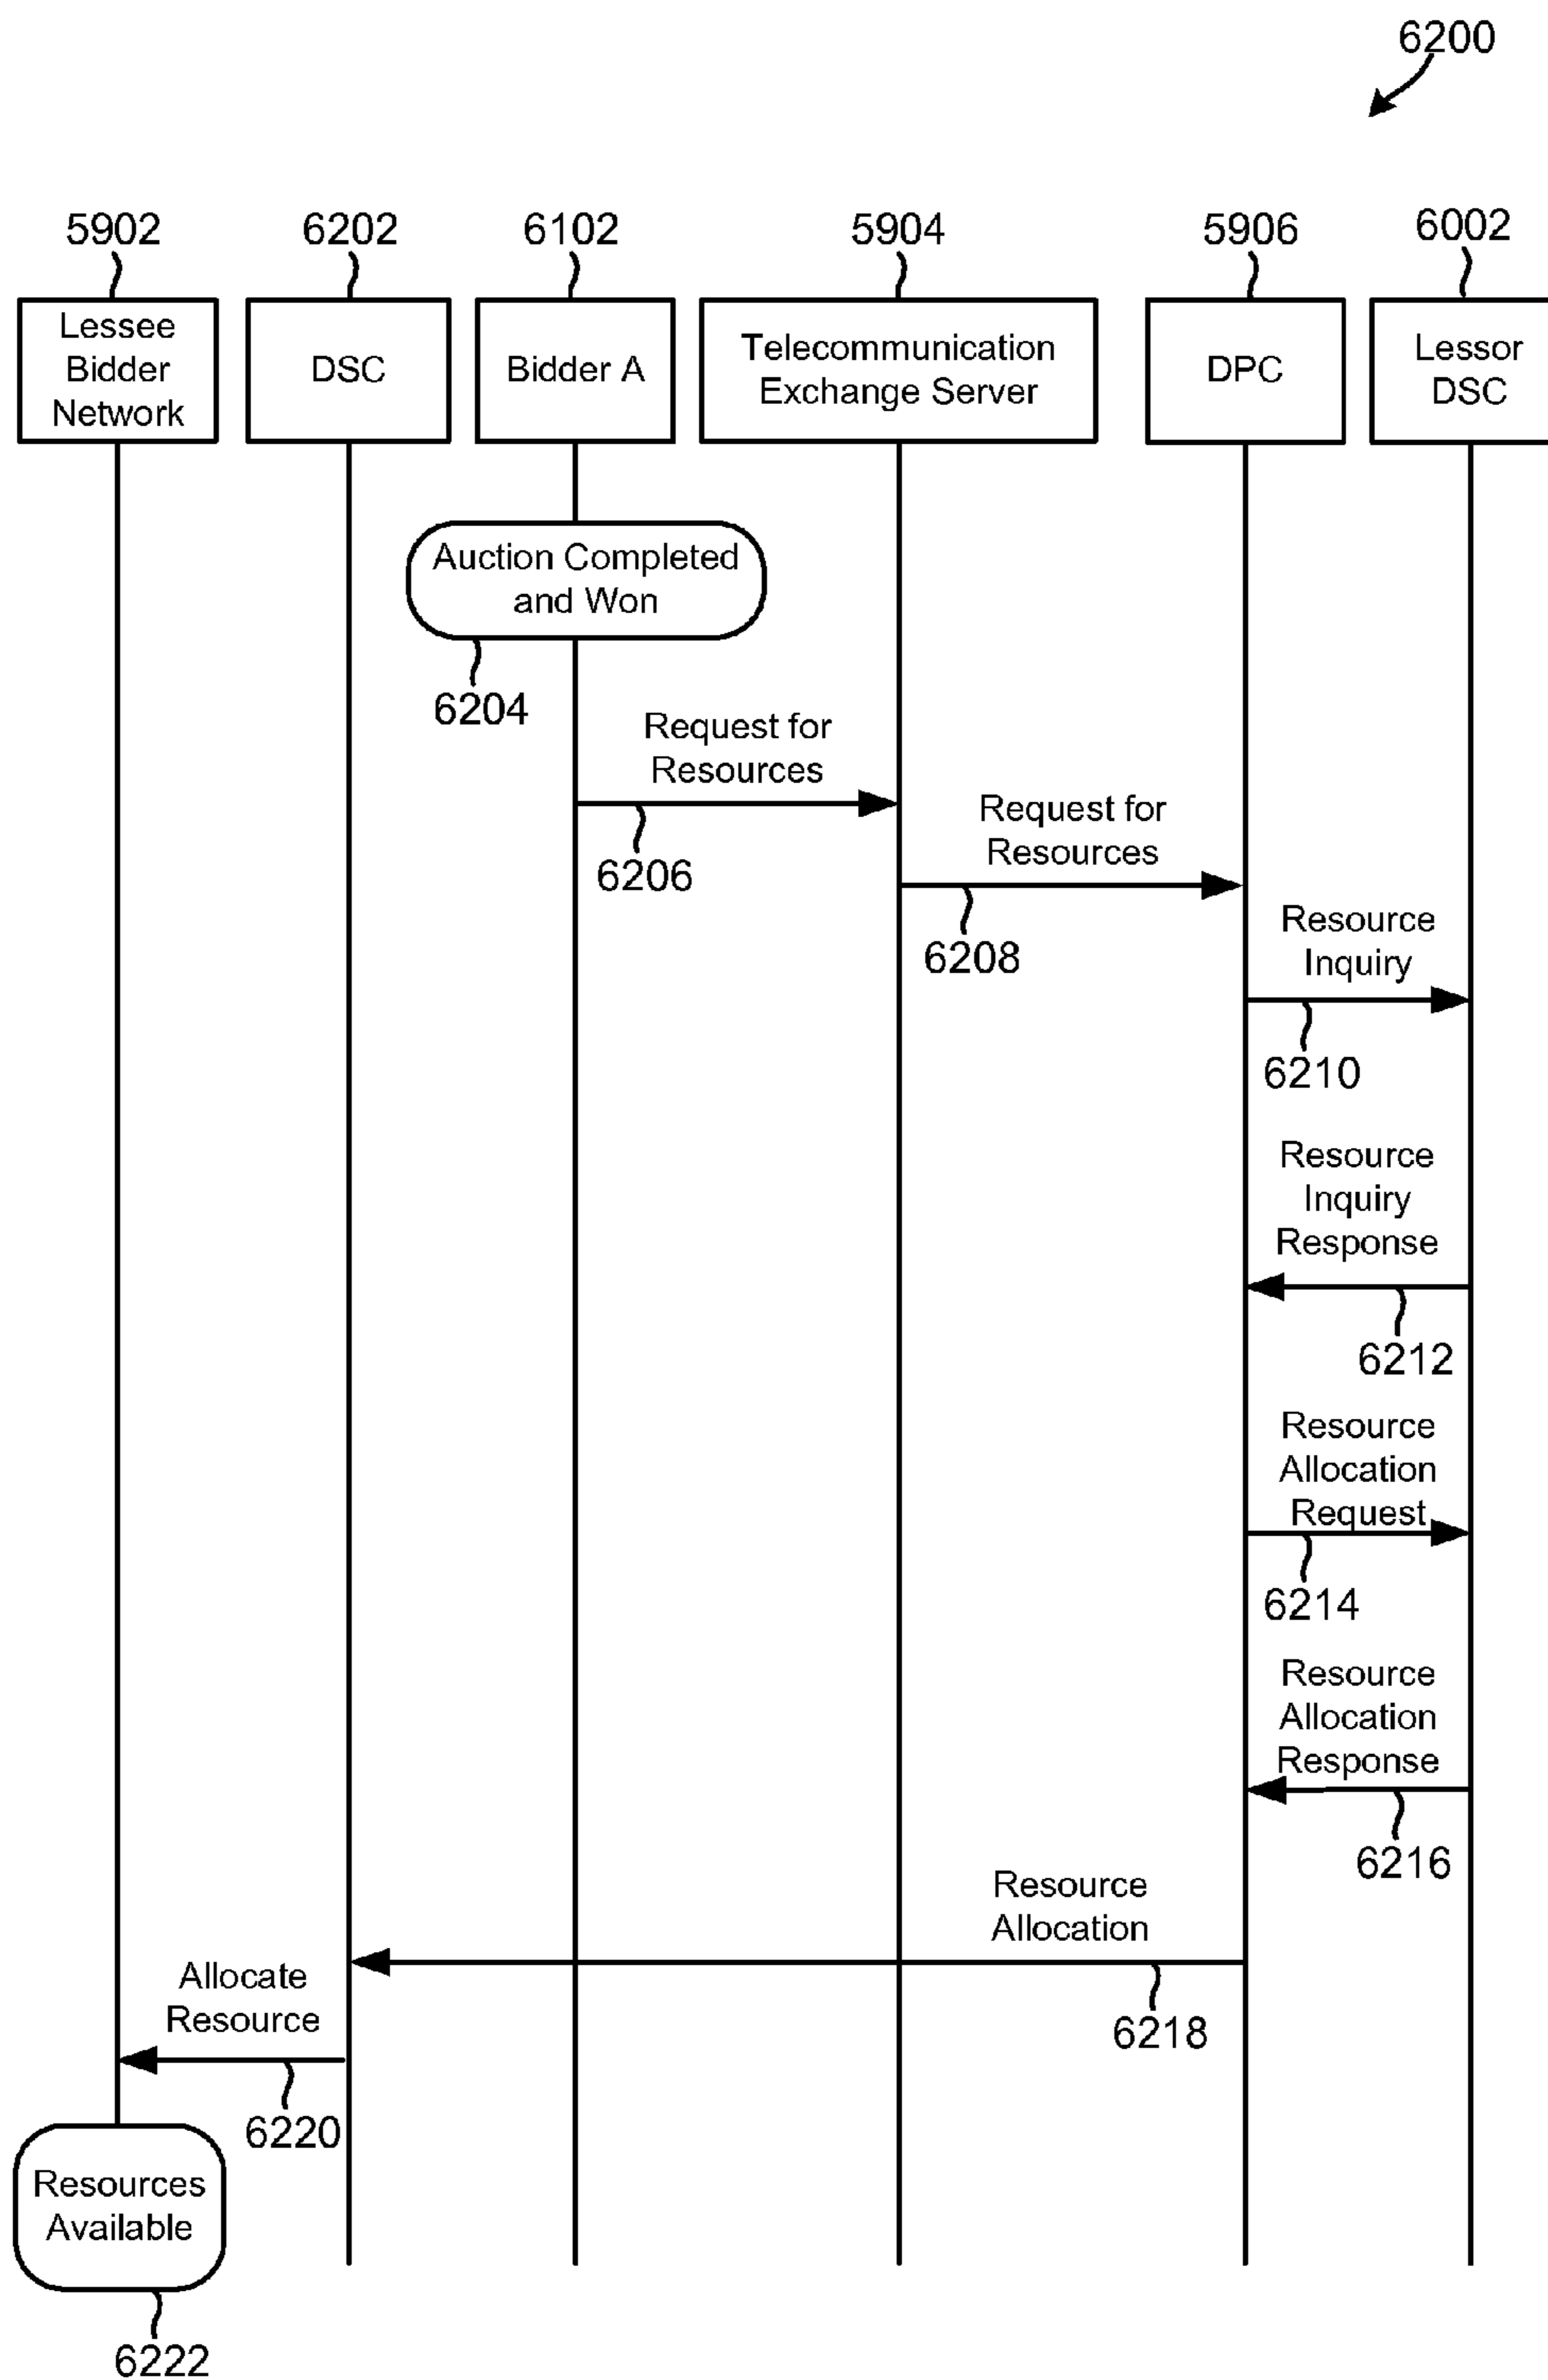 6200
5902
6202
6102
5904
5906
6002
Lessee
Bidder
Network
DSC
Bidder A
Telecommunication
Exchange Server
DPC
Lessor
DSC
Auction Completed
and Won
6204
Request for
Resources
6206
Request for
Resources
6208
Resource
Inquiry
6210
Resource
Inquiry
Response
6212
Resource
Allocation
Request
6214
Resource
Allocation
Response
6216
Resource
Allocation
6218
Allocate
Resource
6220
Resources
Available
6222